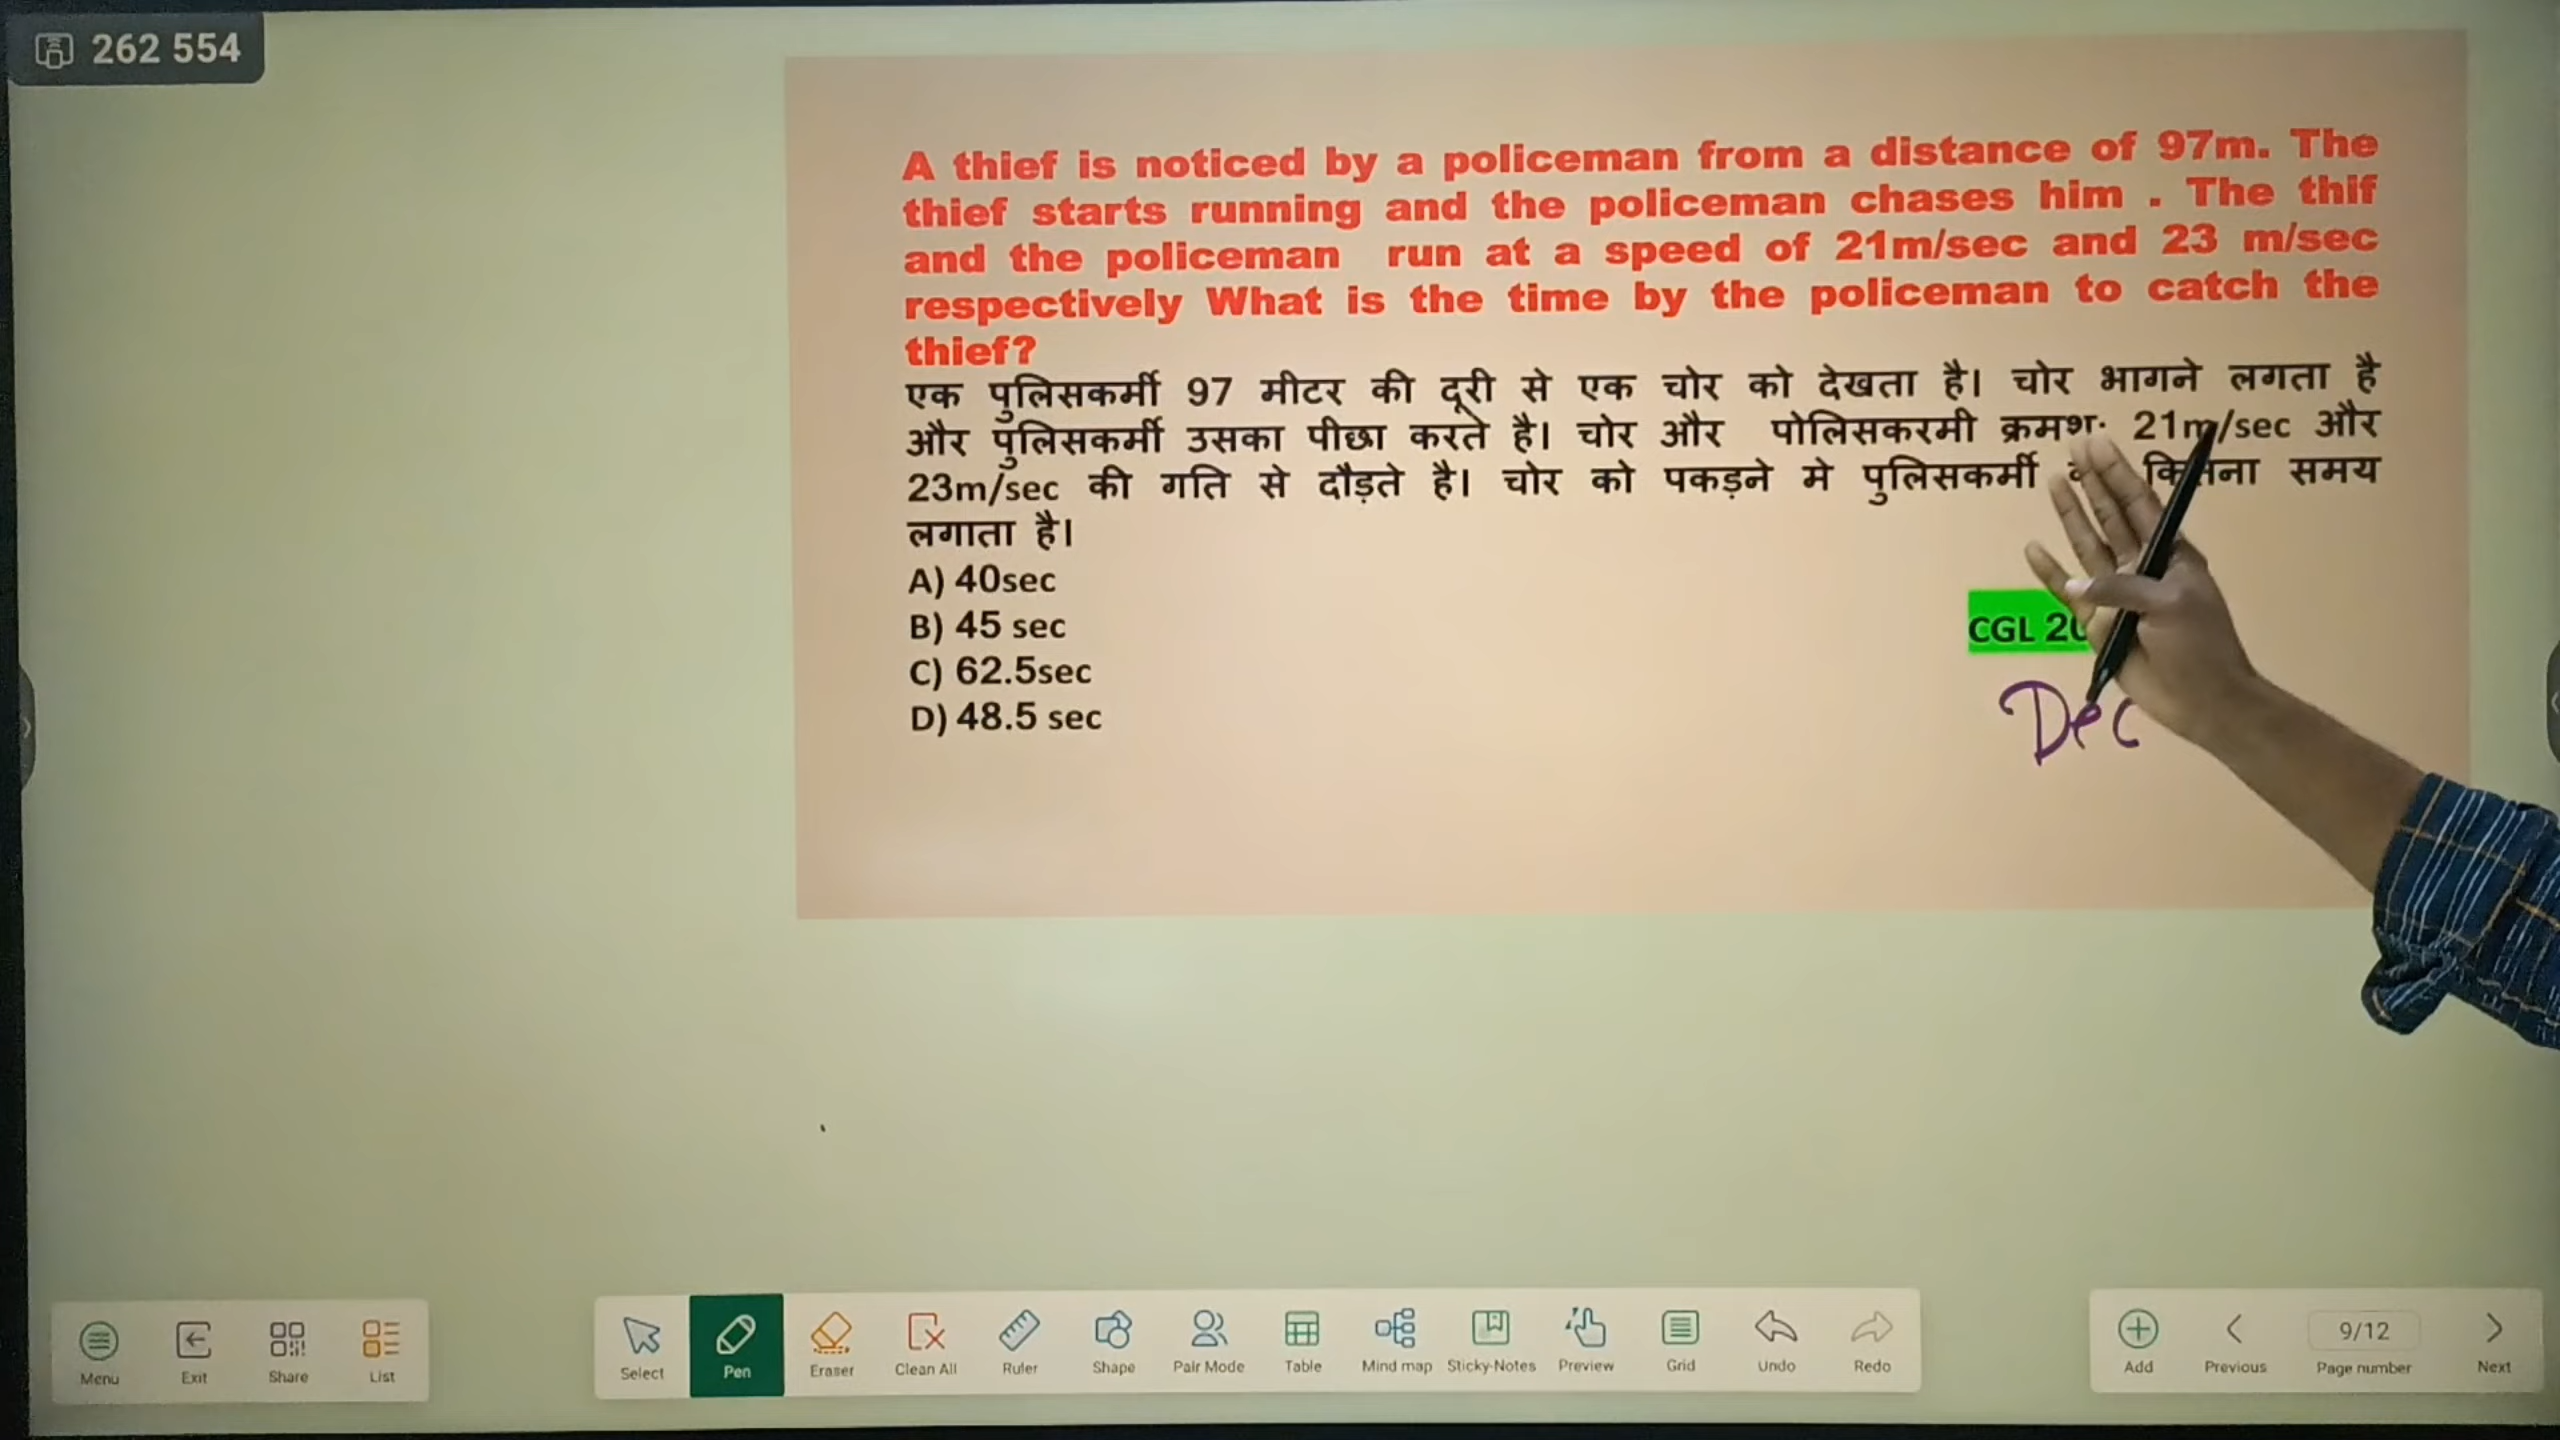 262 554
A thief is noticed by a policeman from a distance of 97m. The
thief starts running and the policeman chases him . The thif
and the policeman run at a speed of 21m/sec and 23 m/sec
respectively What is the time by the policeman to catch the
thief?
एक पुलिसकर्मी 97 मीटर की दूरी से एक चोर को देखता है। चोर भागने लगता है
और पुलिसकर्मी उसका पीछा करते है। चोर और पोलिसकरमी क्रमश: 21m/sec और
23m/sec की गति से दौड़ते है। चोर को पकड़ने मे पुलिसकर्मी कितना समय
लगाता है।
A) 40sec
B) 45 sec
C) 62.5sec
D) 48.5 sec
CGL
Dec
Menu Exit Share List Select Pen Eraser Clean All Ruler Shape Pair Mode Table Mind map Sticky-Notes Preview Grid Undo Redo Add Previous 9/12 Page number Next